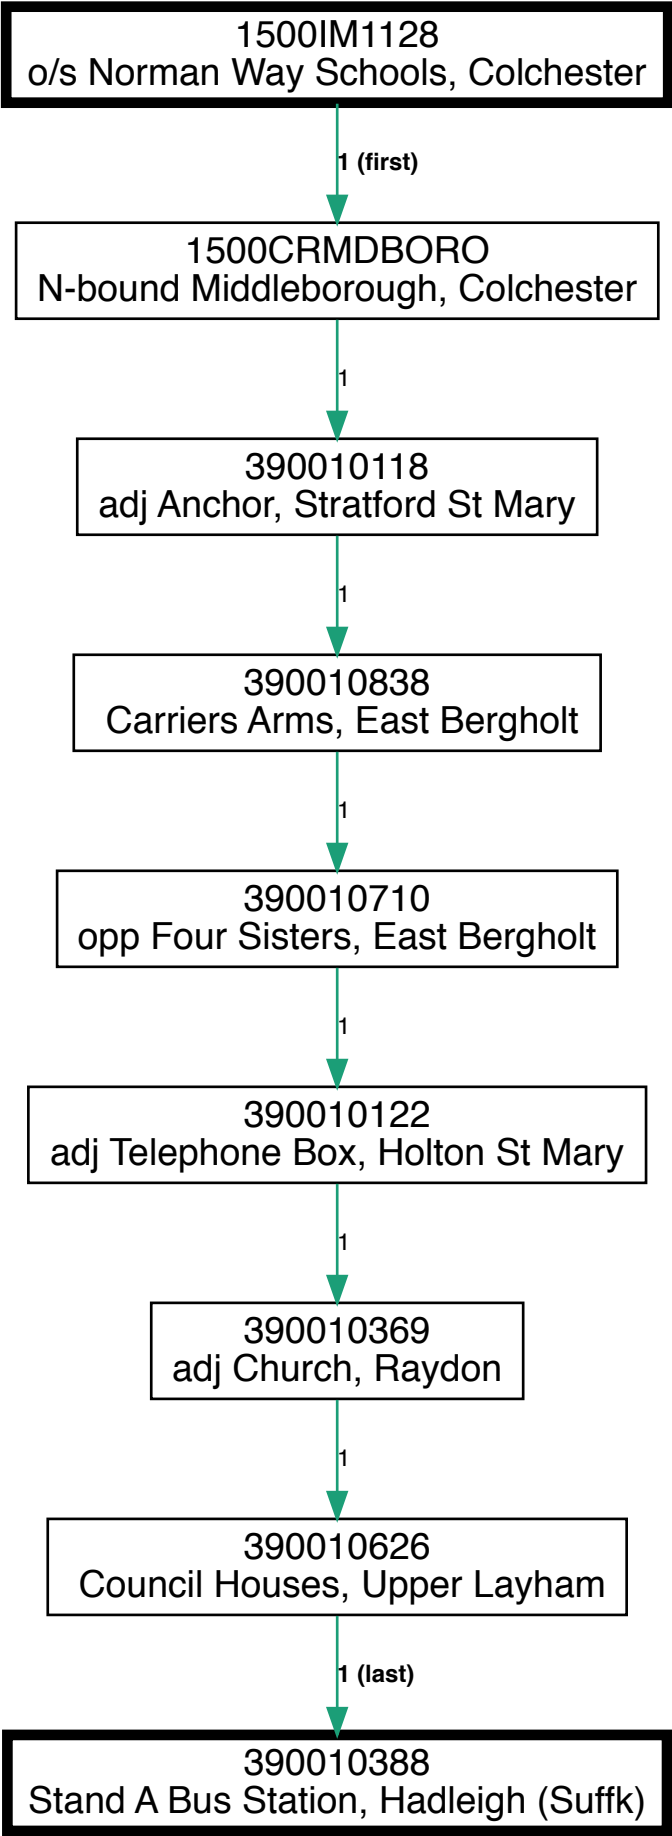 1500IM1128
o/s Norman Way Schools, Colchester
1 (first)
1500CRMDBORO
N-bound Middleborough, Colchester
1
390010118
adj Anchor, Stratford St Mary
1
390010838
Carriers Arms, East Bergholt
1
390010710
opp Four Sisters, East Bergholt
1
390010122
adj Telephone Box, Holton St Mary
1
390010369
adj Church, Raydon
1
390010626
Council Houses, Upper Layham
1 (last)
390010388
Stand A Bus Station, Hadleigh (Suffk)